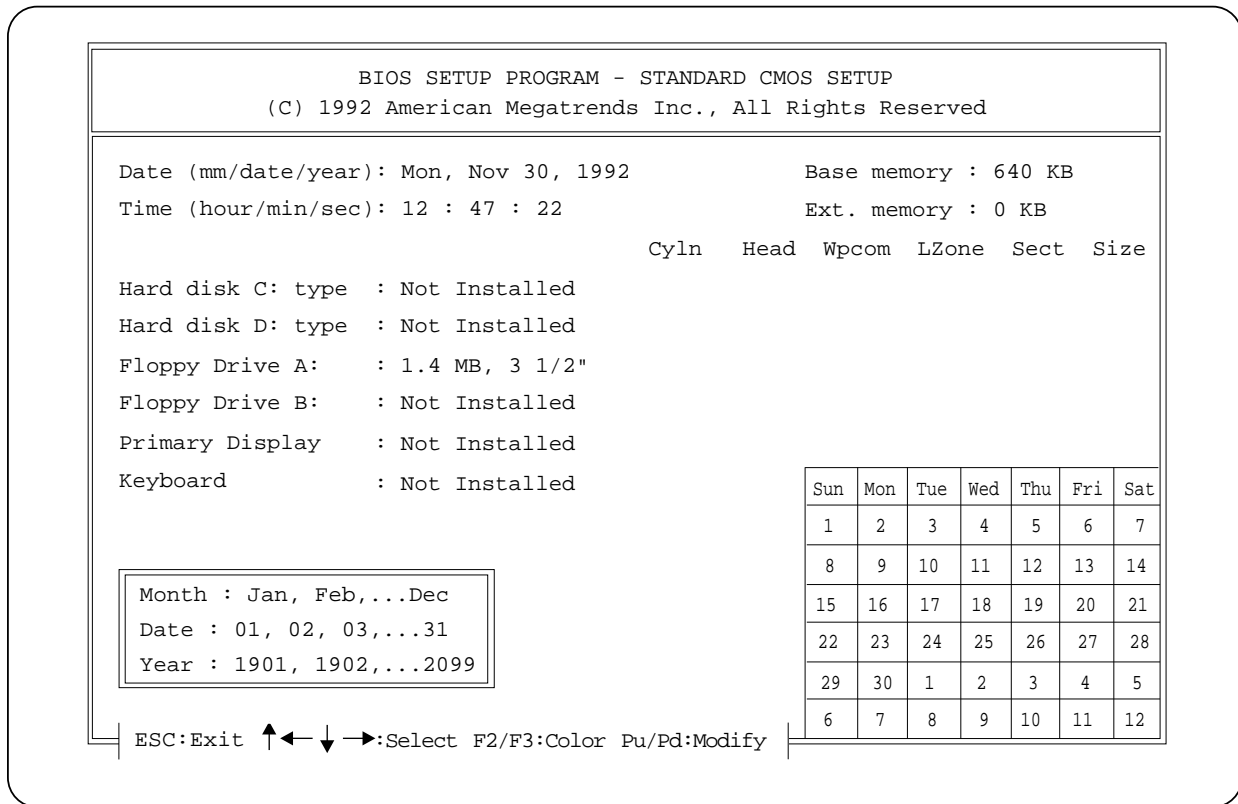 BIOS SETUP PROGRAM - STANDARD CMOS SETUP
(C) 1992 American Megatrends Inc., All Rights Reserved
Date (mm/date/year): Mon, Nov 30, 1992 Base memory : 640 KB
Time (hour/min/sec): 12 : 47 : 22 Ext. memory : 0 KB
Cyln Head Wpcom LZone Sect Size
Hard disk C: type : Not Installed
Hard disk D: type : Not Installed
Floppy Drive A: : 1.4 MB, 3 1/2"
Floppy Drive B: : Not Installed
Primary Display : Not Installed
Keyboard : Not Installed
Sun Mon Tue Wed Thu Fri Sat
1 2 3 4 5 6 7
8 9 10 11 12 13 14
15 16 17 18 19 20 21
22 23 24 25 26 27 28
29 30 1 2 3 4 5
6 7 8 9 10 11 12
Month : Jan, Feb,...Dec
Date : 01, 02, 03,...31
Year : 1901, 1902,...2099
ESC:Exit ↑← ↓ →:Select F2/F3:Color Pu/Pd:Modify